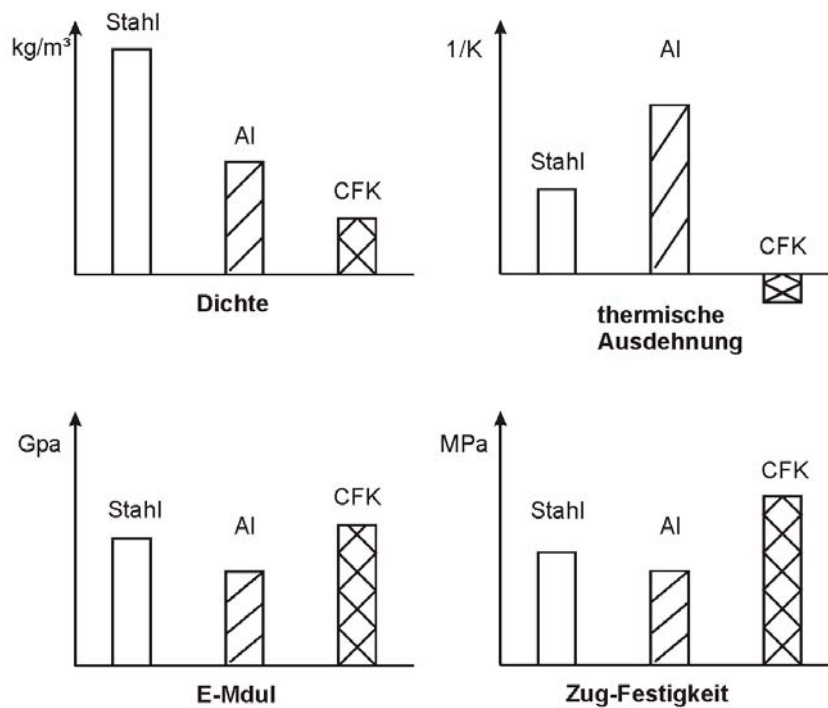 Stahl
kg/m³
Al
CFK
Dichte
Al
1/K
Stahl
CFK
thermische
Ausdehnung
Gpa
Stahl
Al
CFK
E-Mdul
MPa
Stahl
Al
CFK
Zug-Festigkeit